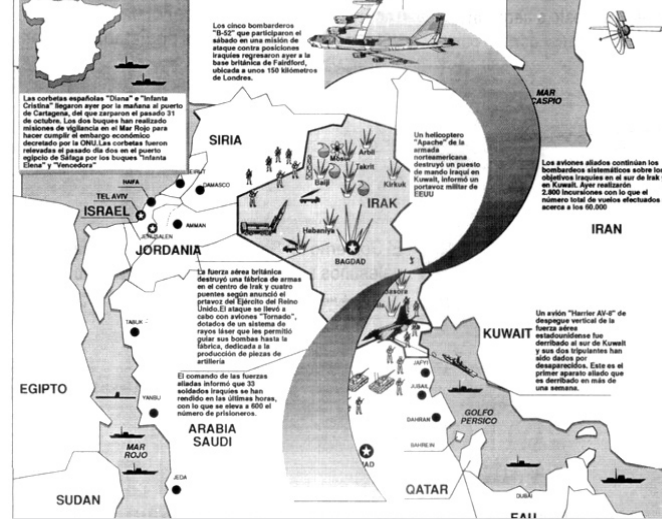 Los cinco bombarderos
"B-52" que participaron el
sábado en una misión de
ataque contra posiciones
iraquíes regresaron ayer a la
base británica de Fairdford,
ubicada a unos 150 kilómetros
de Londres.
Las corbetas españolas "Diana" e "Infanta
Cristina" llegaron ayer por la mañana al puerto
de Cartagena, del que zarparon el pasado 31
de octubre. Los dos buques han realizado
misiones de vigilancia en el Mar Rojo para
hacer cumplir el embargo económico
decretado por la ONU.Las corbetas fueron
relevadas el pasado día dos en el puerto
egipcio de Sáfaga por los buques "Infanta
Elena" y "Vencedora"
MAR
CASPIO
SIRIA
Un helicoptero
"Apache" de la
armada
norteamericana
destruyó un puesto
de mando iraquí en
Kuwait, informó un
portavoz militar de
EEUU
Los aviones aliados continúan los
bombardeos sistemáticos sobre los
objetivos iraquíes en el sur de Irak
en Kuwait. Ayer realizarón
2.800 incursiones con lo que el
número total de vuelos efectuados
acerca a los 60.000
Mosul
Arbil
Takrit
Baiji
Kirkuk
IRAK
Habaniya
BAGDAD
IRAN
HAIFA
DAMASCO
TEL AVIV
ISRAEL
JERUSALEN
AMMAN
JORDANIA
La fuerza aérea británica
destruyó una fábrica de armas
en el centro de Irak y cuatro
puentes según anunció el
prtavoz del Ejército del Reino
Unido.El ataque se llevó a
cabo con aviones "Tornado",
dotados de un sistema de
rayos láser que les permitió
guiar sus bombas hasta la
fábrica, dedicada a la
producción de piezas de
artillería
TABUK
KUWAIT
Un avión "Harrier AV-8" de
despegue vertical de la
fuerza aérea
estadounidense fue
derribado al sur de Kuwait
y sus dos tripulantes han
sido dados por
desaparecidos. Este es el
primer aparato aliado que
es derribado en más de
una semana.
El comando de las fuerzas
aliadas informó que 33
soldados iraquíes se han
rendido en las últimas horas,
con lo que se eleva a 600 el
número de prisioneros.
EGIPTO
YANBU
JAFYI
JUBAIL
DAHRAN
BAHREIN
GOLFO
PERSICO
ARABIA
SAUDI
MAR
ROJO
JEDA
QATAR
DUBAI
SUDAN
EAU